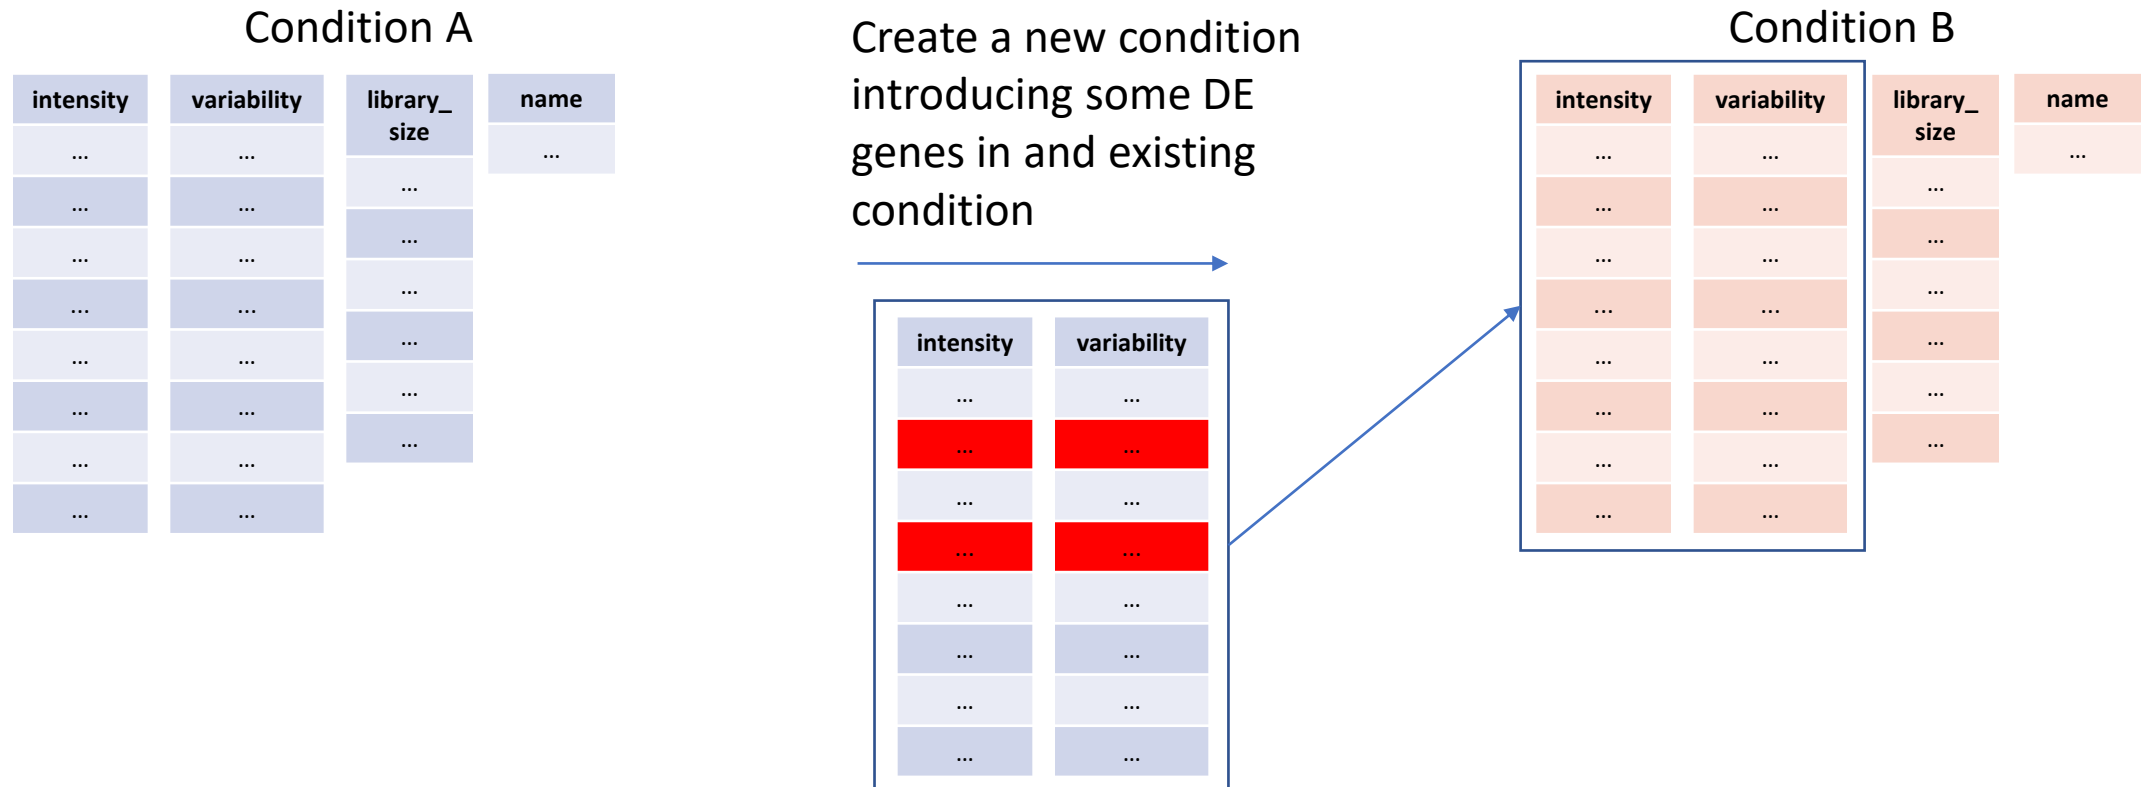 Condition A
intensity variability library_ name
size
... ... ...
... ... ...
... ... ...
... ... ...
... ... ...
... ... ...
... ... ...
... ...
Create a new condition
introducing some DE
genes in and existing
condition
intensity variability
... ...
... ...
... ...
... ...
... ...
... ...
... ...
... ...
Condition B
intensity variability library_ name
size
... ... ...
... ... ...
... ... ...
... ... ...
... ... ...
... ... ...
... ... ...
... ...